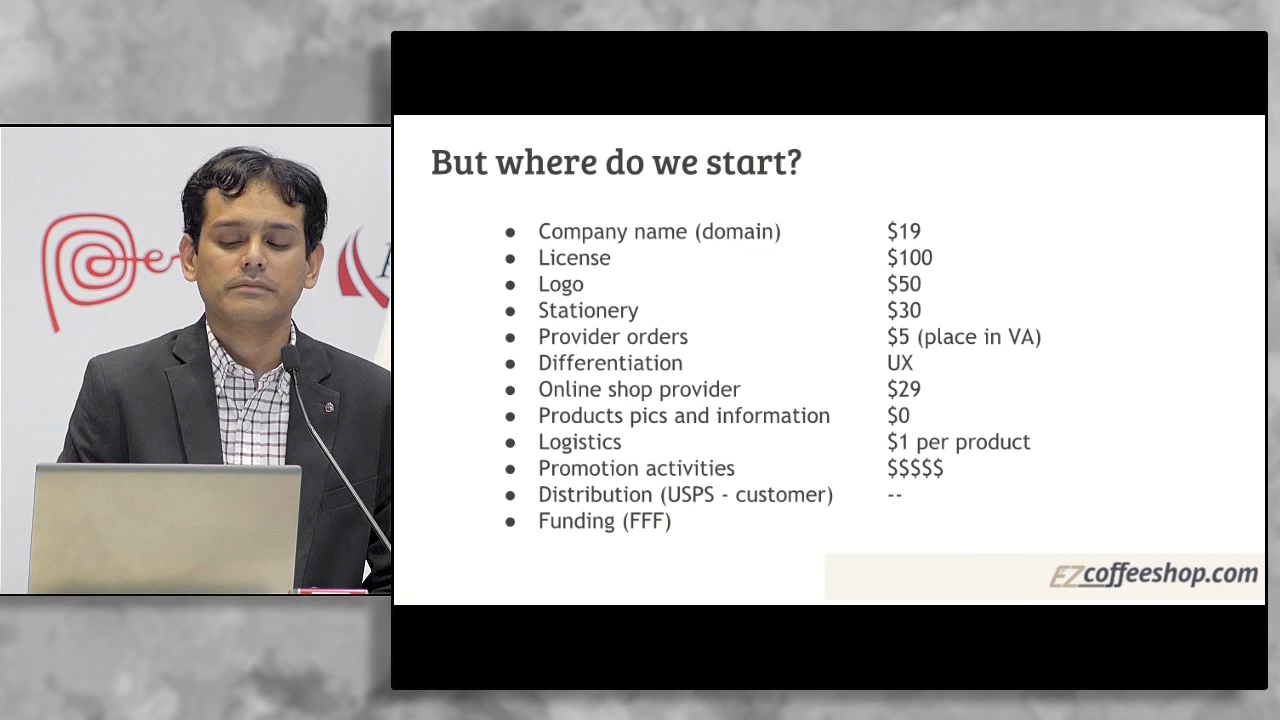 But where do we start?
● Company name (domain) $19
● License $100
● Logo $50
● Stationery $30
● Provider orders $5 (place in VA)
● Differentiation UX
● Online shop provider $29
● Products pics and information $0
● Logistics $1 per product
● Promotion activities $$$$$
● Distribution (USPS - customer) --
● Funding (FFF)
EZcoffeeshop.com
Perú